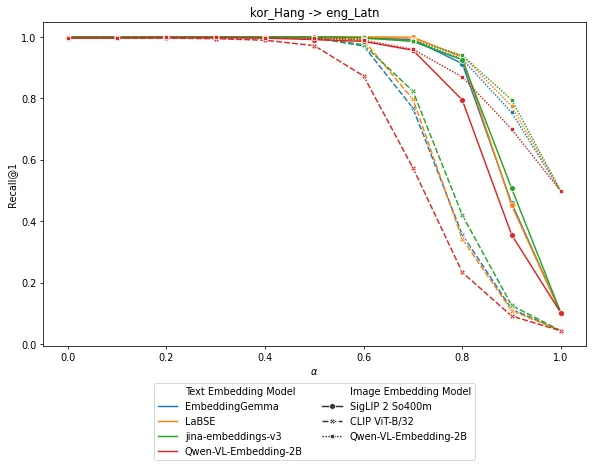 kor_Hang -> eng_Latn
1.0
0.8
0.6
0.4
0.2
0.0
Recall@1
0.0 0.2 0.4 0.6 0.8 1.0
α
Text Embedding Model Image Embedding Model
EmbeddingGemma SigLIP 2 So400m
LaBSE CLIP ViT-B/32
jina-embeddings-v3 Qwen-VL-Embedding-2B
Qwen-VL-Embedding-2B